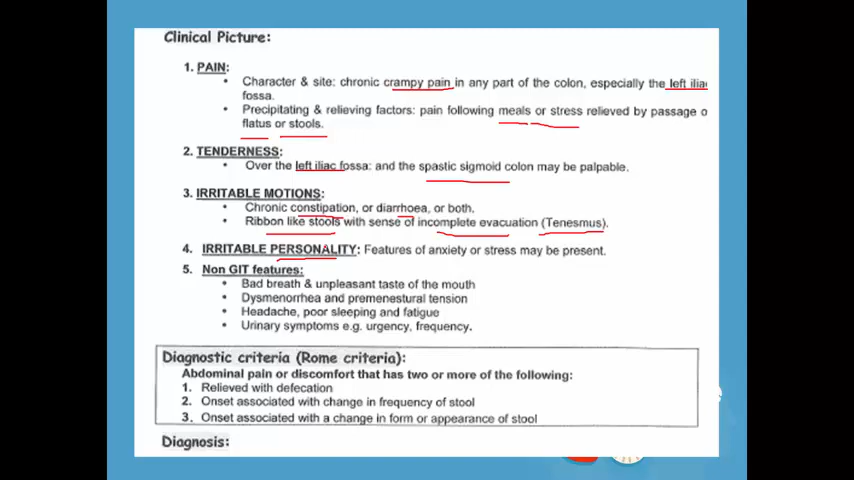 Clinical Picture:
1. PAIN:
• Character & site: chronic crampy pain in any part of the colon, especially the left iliac
fossa.
• Precipitating & relieving factors: pain following meals or stress relieved by passage o
flatus or stools.
2. TENDERNESS:
• Over the left iliac fossa: and the spastic sigmoid colon may be palpable.
3. IRRITABLE MOTIONS:
• Chronic constipation, or diarrhoea, or both.
• Ribbon like stools with sense of incomplete evacuation (Tenesmus).
4. IRRITABLE PERSONALITY: Features of anxiety or stress may be present.
5. Non GIT features:
• Bad breath & unpleasant taste of the mouth
• Dysmenorrhea and premenestural tension
• Headache, poor sleeping and fatigue
• Urinary symptoms e.g. urgency, frequency.
Diagnostic criteria (Rome criteria):
Abdominal pain or discomfort that has two or more of the following:
1. Relieved with defecation
2. Onset associated with change in frequency of stool
3. Onset associated with a change in form or appearance of stool
Diagnosis:
e